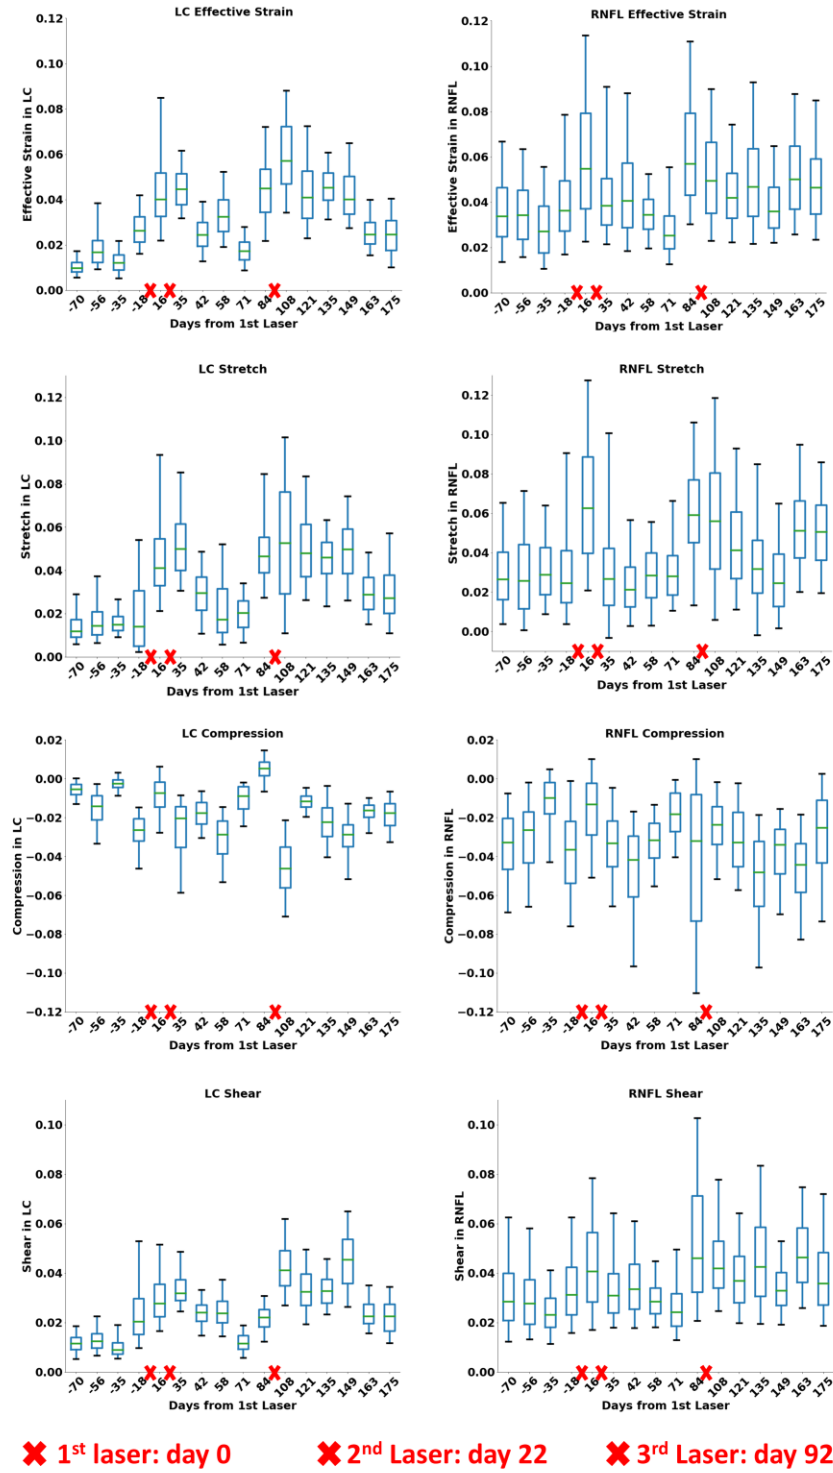 LC Effective Strain
0.12
0.10
0.08
0.06
0.04
0.02
0.00
Effective Strain in LC
-70 -56 -35 -18 16 35 42 58 71 84 108 121 135 149 163 175
Days from 1st Laser
RNFL Effective Strain
0.12
0.10
0.08
0.06
0.04
0.02
0.00
Effective Strain in RNFL
-70 -56 -35 -18 16 35 42 58 71 84 108 121 135 149 163 175
Days from 1st Laser
LC Stretch
0.12
0.10
0.08
0.06
0.04
0.02
0.00
Stretch in LC
-70 -56 -35 -18 16 35 42 58 71 84 108 121 135 149 163 175
Days from 1st Laser
RNFL Stretch
0.12
0.10
0.08
0.06
0.04
0.02
0.00
Stretch in RNFL
-70 -56 -35 -18 16 35 42 58 71 84 108 121 135 149 163 175
Days from 1st Laser
LC Compression
0.02
0.00
−0.02
−0.04
−0.06
−0.08
−0.10
−0.12
Compression in LC
-70 -56 -35 -18 16 35 42 58 71 84 108 121 135 149 163 175
Days from 1st Laser
RNFL Compression
0.02
0.00
−0.02
−0.04
−0.06
−0.08
−0.10
−0.12
Compression in RNFL
-70 -56 -35 -18 16 35 42 58 71 84 108 121 135 149 163 175
Days from 1st Laser
LC Shear
0.10
0.08
0.06
0.04
0.02
0.00
Shear in LC
-70 -56 -35 -18 16 35 42 58 71 84 108 121 135 149 163 175
Days from 1st Laser
RNFL Shear
0.10
0.08
0.06
0.04
0.02
0.00
Shear in RNFL
-70 -56 -35 -18 16 35 42 58 71 84 108 121 135 149 163 175
Days from 1st Laser
1st laser: day 0 2nd Laser: day 22 3rd Laser: day 92